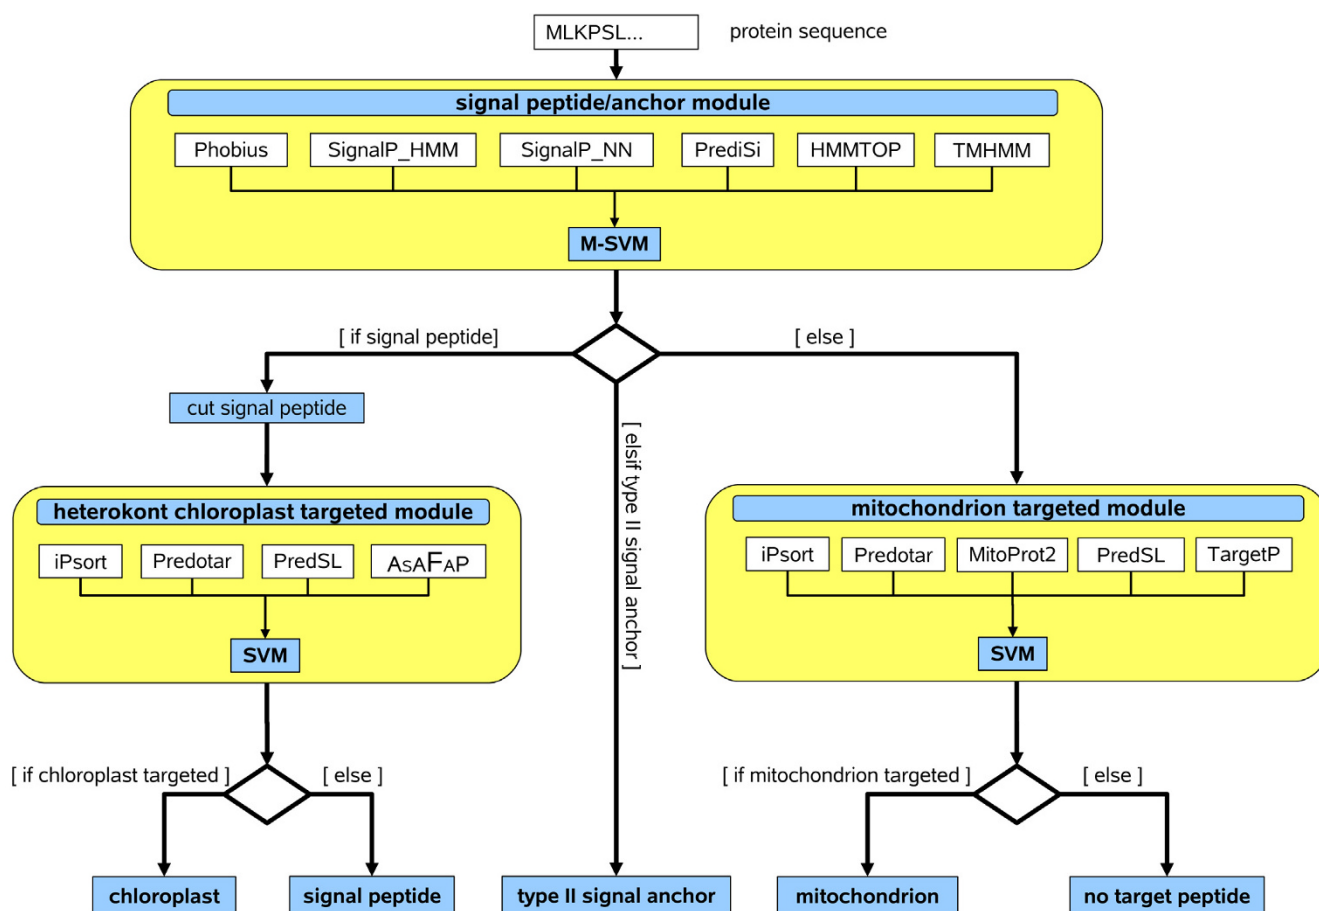 MLKPSL...
protein sequence
signal peptide/anchor module
Phobius
SignalP_HMM
SignalP_NN
PrediSi
HMMTOP
TMHMM
M-SVM
[ if signal peptide]
[ else ]
cut signal peptide
[ elsif type II signal anchor ]
heterokont chloroplast targeted module
iPsort
Predotar
PredSL
ASAFAP
SVM
mitochondrion targeted module
iPsort
Predotar
MitoProt2
PredSL
TargetP
SVM
[ if chloroplast targeted ]
[ else ]
[ if mitochondrion targeted ]
[ else ]
chloroplast
signal peptide
type II signal anchor
mitochondrion
no target peptide